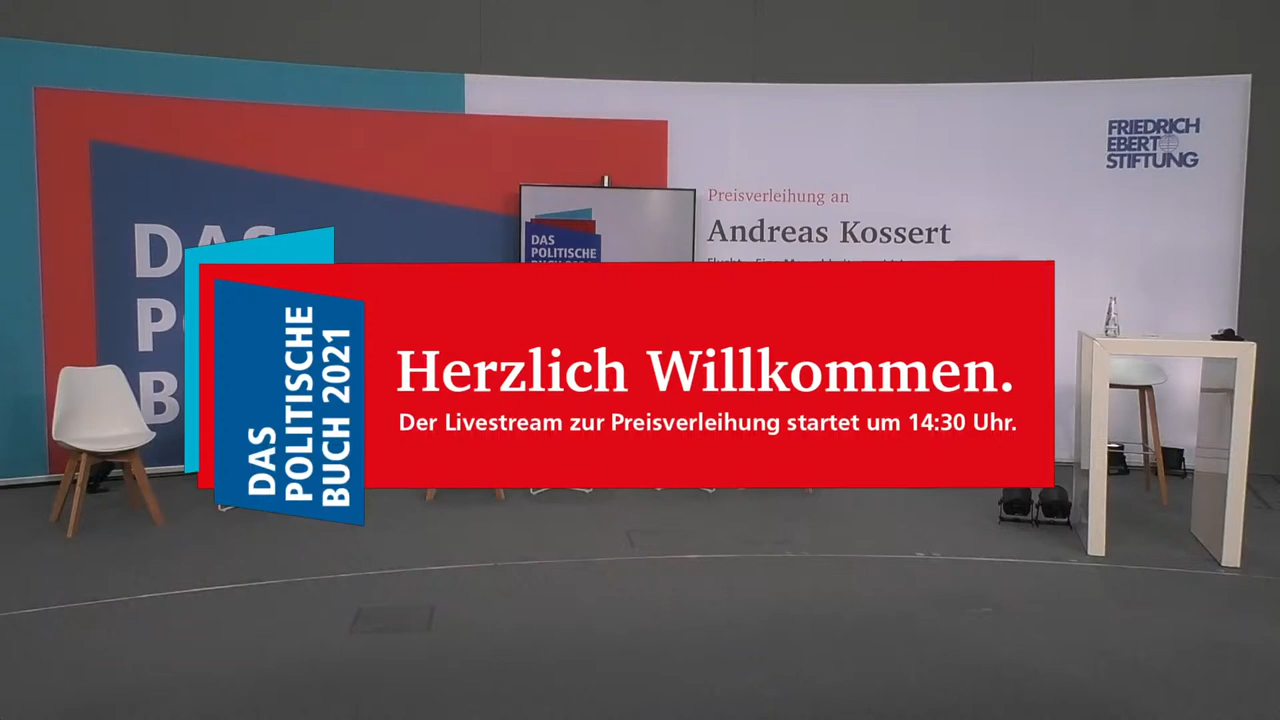 FRIEDRICH
EBERT
STIFTUNG
Preisverleihung an
Andreas Kossert
DAS
DAS
POLITISCHE
DAS
POLITISCHE
BUCH 2021
Herzlich Willkommen.
Der Livestream zur Preisverleihung startet um 14:30 Uhr.